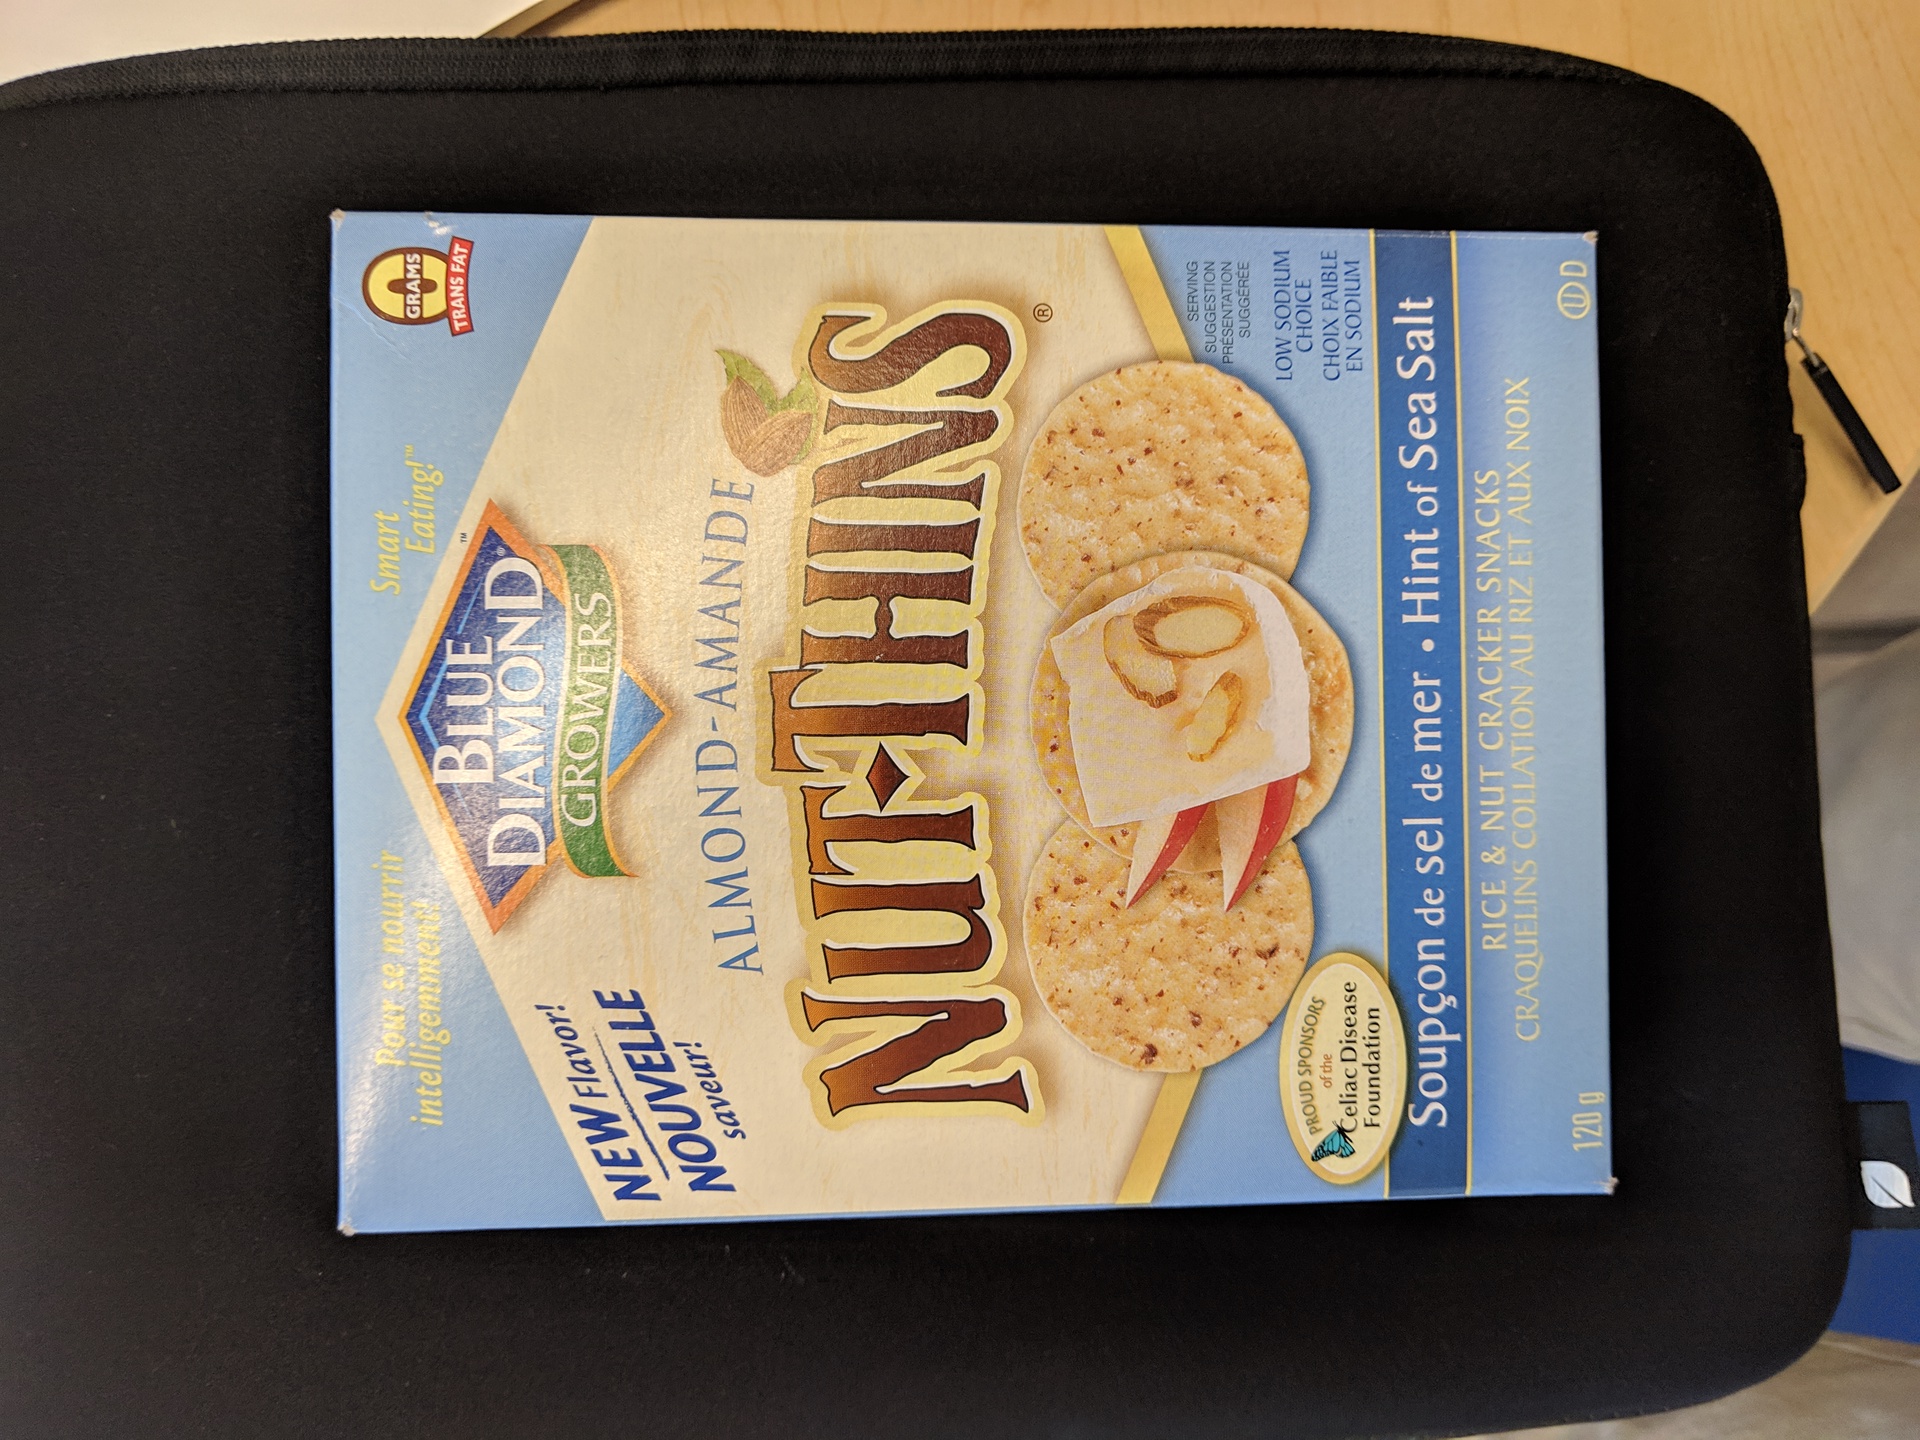 Pour se nourrir
intelligemment!
Smart
Eating!™
0
GRAMS
TRANS FAT
BLUE
DIAMOND®
™
GROWERS
NEW Flavor!
NOUVELLE
saveur!
ALMOND-AMANDE
NUT-THINS
®
SERVING
SUGGESTION
PRÉSENTATION
SUGGÉRÉE
LOW SODIUM
CHOICE
CHOIX FAIBLE
EN SODIUM
PROUD SPONSORS
of the
Celiac Disease
Foundation
Soupçon de sel de mer • Hint of Sea Salt
RICE & NUT CRACKER SNACKS
CRAQUELINS COLLATION AU RIZ ET AUX NOIX
120 g
U D